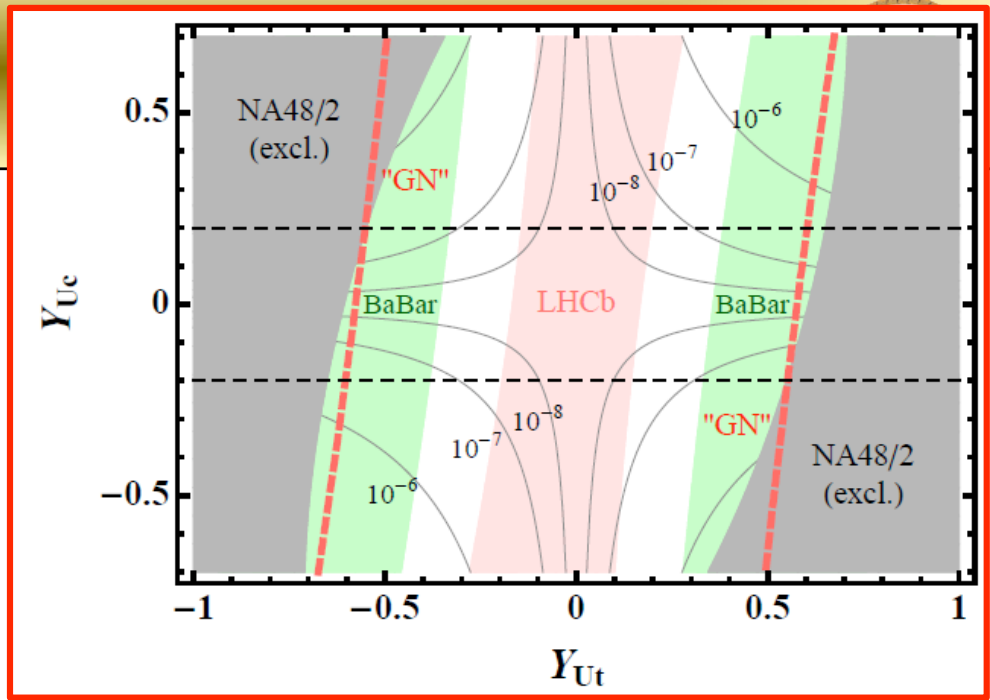 NA48/2
(excl.)
"GN"
10⁻⁶
10⁻⁷
10⁻⁸
BaBar
LHCb
BaBar
10⁻⁸
10⁻⁷
10⁻⁶
"GN"
NA48/2
(excl.)
0.5
0
−0.5
Y_Uc
−1
−0.5
0
0.5
1
Y_Ut